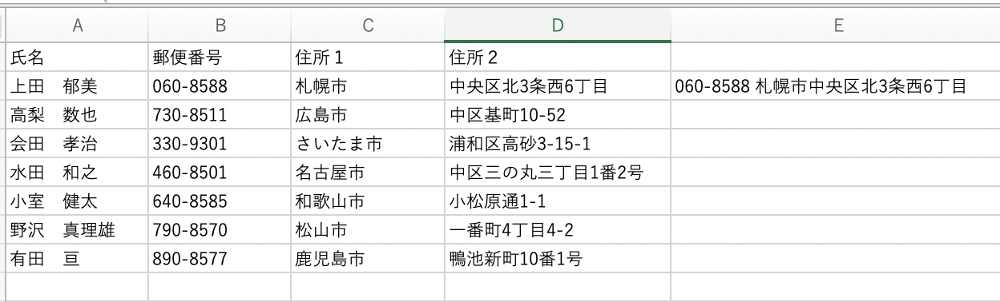 A B C D E
氏名 郵便番号 住所１ 住所２
上田　郁美 060-8588 札幌市 中央区北3条西6丁目 060-8588 札幌市中央区北3条西6丁目
高梨　数也 730-8511 広島市 中区基町10-52
会田　孝治 330-9301 さいたま市 浦和区高砂3-15-1
水田　和之 460-8501 名古屋市 中区三の丸三丁目1番2号
小室　健太 640-8585 和歌山市 小松原通1-1
野沢　真理雄 790-8570 松山市 一番町4丁目4-2
有田　亘 890-8577 鹿児島市 鴨池新町10番1号